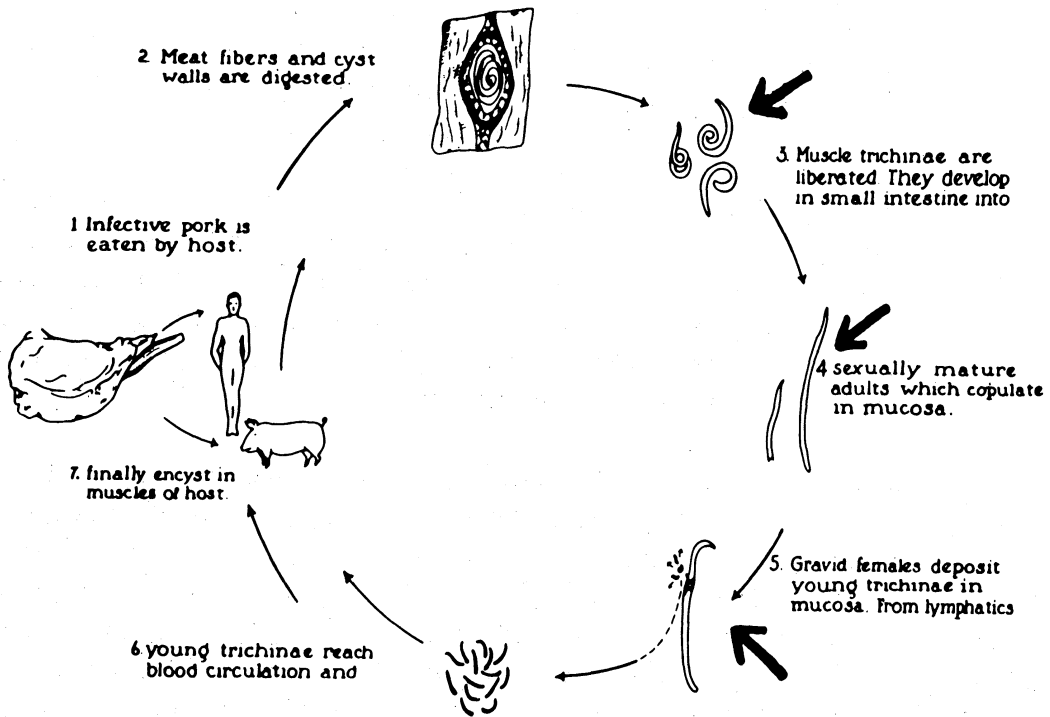 1 Infective pork is
eaten by host.
2 Meat fibers and cyst
walls are digested.
3. Muscle trichinae are
liberated They develop
in small intestine into
4 sexually mature
adults which copulate
in mucosa.
5. Gravid females deposit
young trichinae in
mucosa. From lymphatics
6. young trichinae reach
blood circulation and
7. finally encyst in
muscles of host.